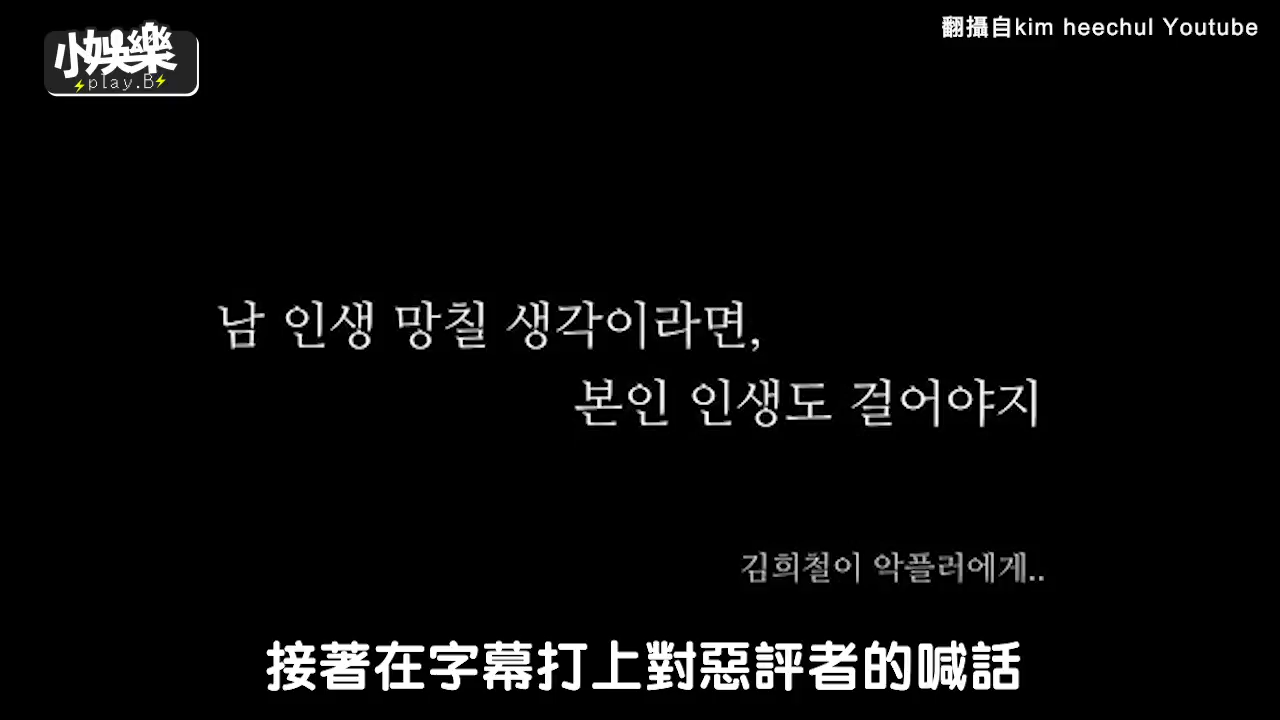 小娛樂
play.B
翻攝自kim heechul Youtube
남 인생 망칠 생각이라면,
본인 인생도 걸어야지
김희철이 악플러에게..
接著在字幕打上對惡評者的喊話